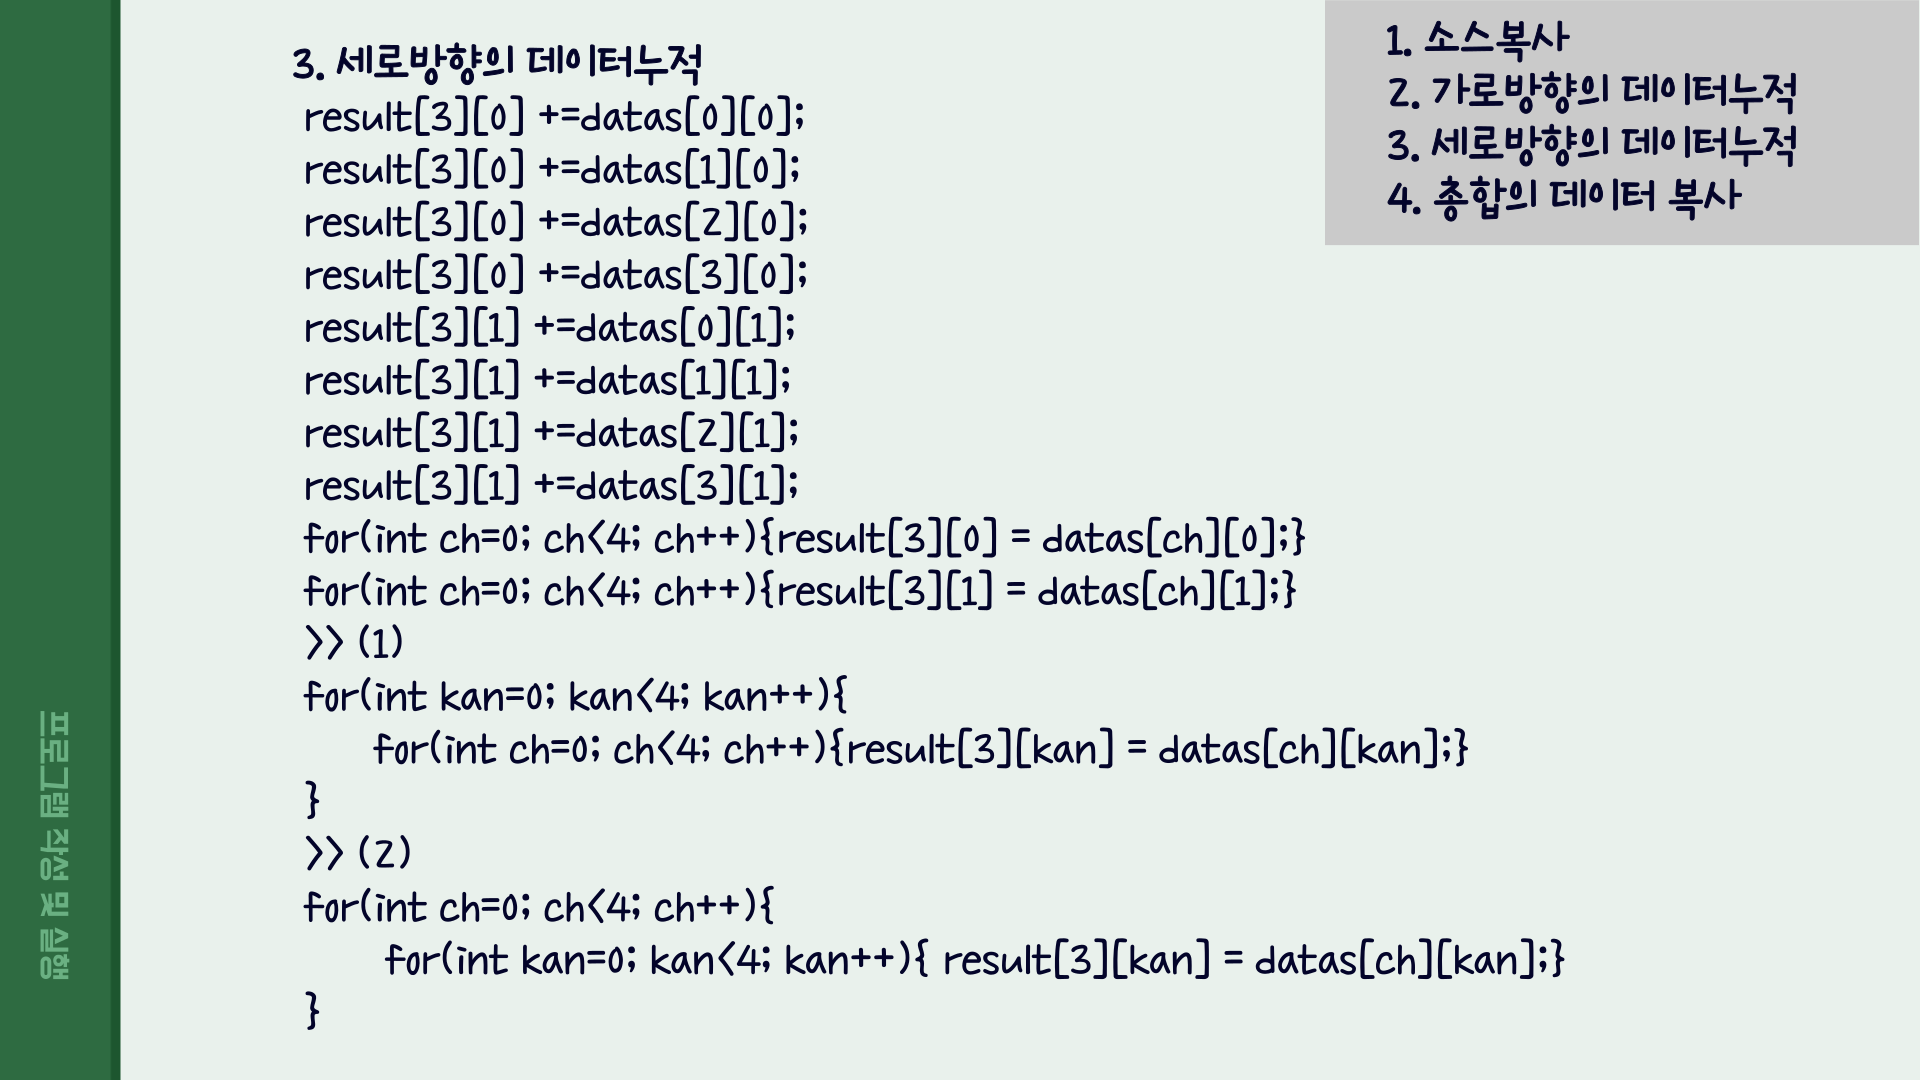 3. 세로방향의 데이터누적
result[3][0] +=datas[0][0];
result[3][0] +=datas[1][0];
result[3][0] +=datas[2][0];
result[3][0] +=datas[3][0];
result[3][1] +=datas[0][1];
result[3][1] +=datas[1][1];
result[3][1] +=datas[2][1];
result[3][1] +=datas[3][1];
for(int ch=0; ch<4; ch++){result[3][0] = datas[ch][0];}
for(int ch=0; ch<4; ch++){result[3][1] = datas[ch][1];}
>> (1)
for(int kan=0; kan<4; kan++){
for(int ch=0; ch<4; ch++){result[3][kan] = datas[ch][kan];}
}
>> (2)
for(int ch=0; ch<4; ch++){
for(int kan=0; kan<4; kan++){ result[3][kan] = datas[ch][kan];}
}
1. 소스복사
2. 가로방향의 데이터누적
3. 세로방향의 데이터누적
4. 총합의 데이터 복사
프로그램 작성 및 실행